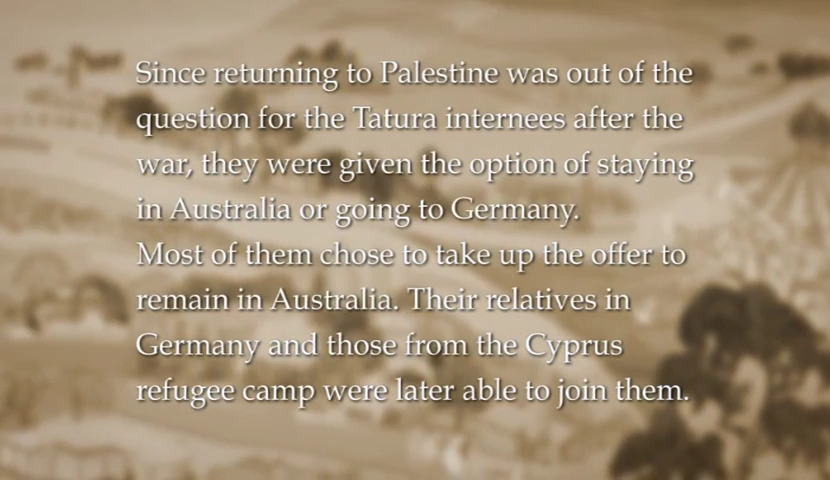 Since returning to Palestine was out of the
question for the Tatura internees after the
war, they were given the option of staying
in Australia or going to Germany.
Most of them chose to take up the offer to
remain in Australia. Their relatives in
Germany and those from the Cyprus
refugee camp were later able to join them.